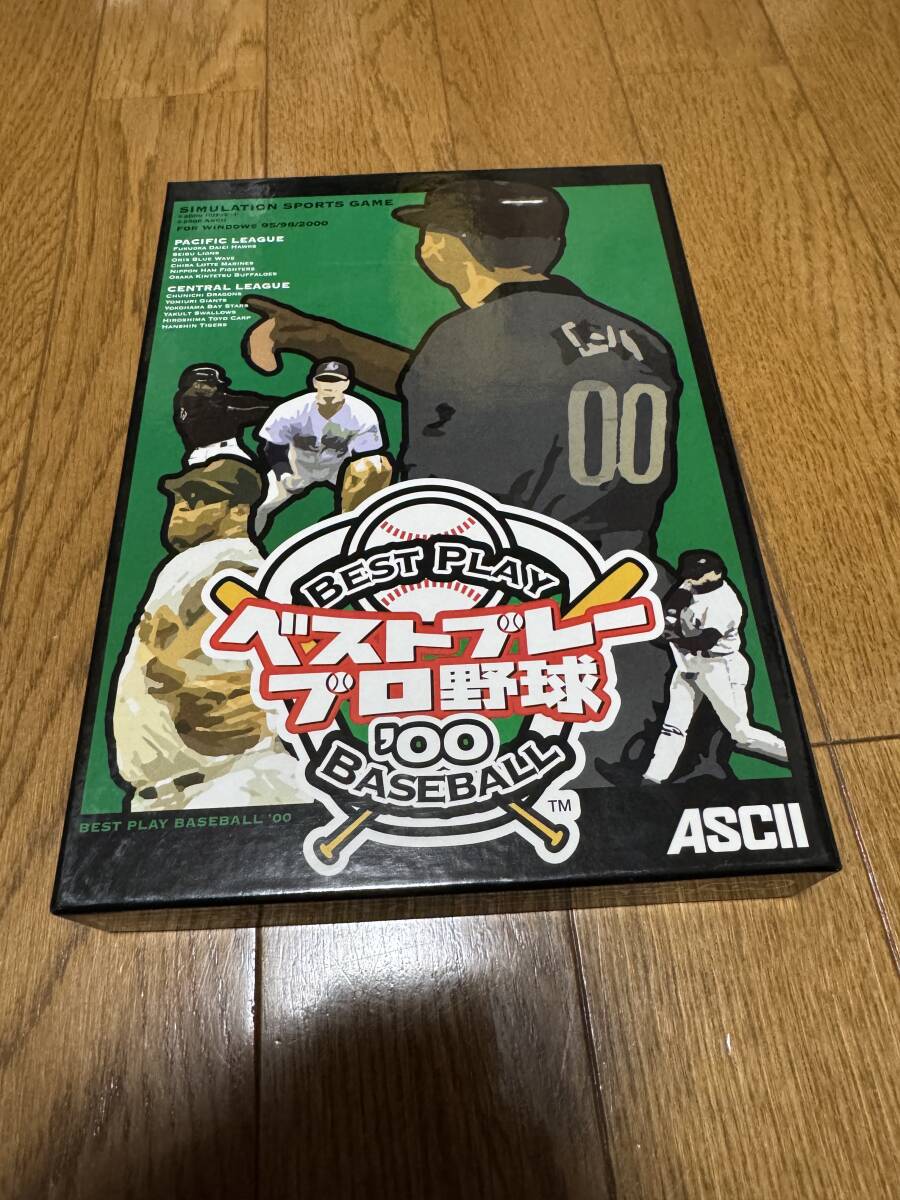 SIMULATION SPORTS GAME
FOR WINDOWS 95/98/2000
PACIFIC LEAGUE
FUKUOKA DAIEI HAWKS
SEIBU LIONS
ORIX BLUE WAVE
CHIBA LOTTE MARINES
NIPPON HAM FIGHTERS
OSAKA KINTETSU BUFFALOES
CENTRAL LEAGUE
CHUNICHI DRAGONS
YOMIURI GIANTS
YOKOHAMA BAY STARS
YAKULT SWALLOWS
HIROSHIMA TOYO CARP
HANSHIN TIGERS
00
BEST PLAY
ベストプレー
プロ野球
'00
BASEBALL
TM
BEST PLAY BASEBALL '00
ASCII